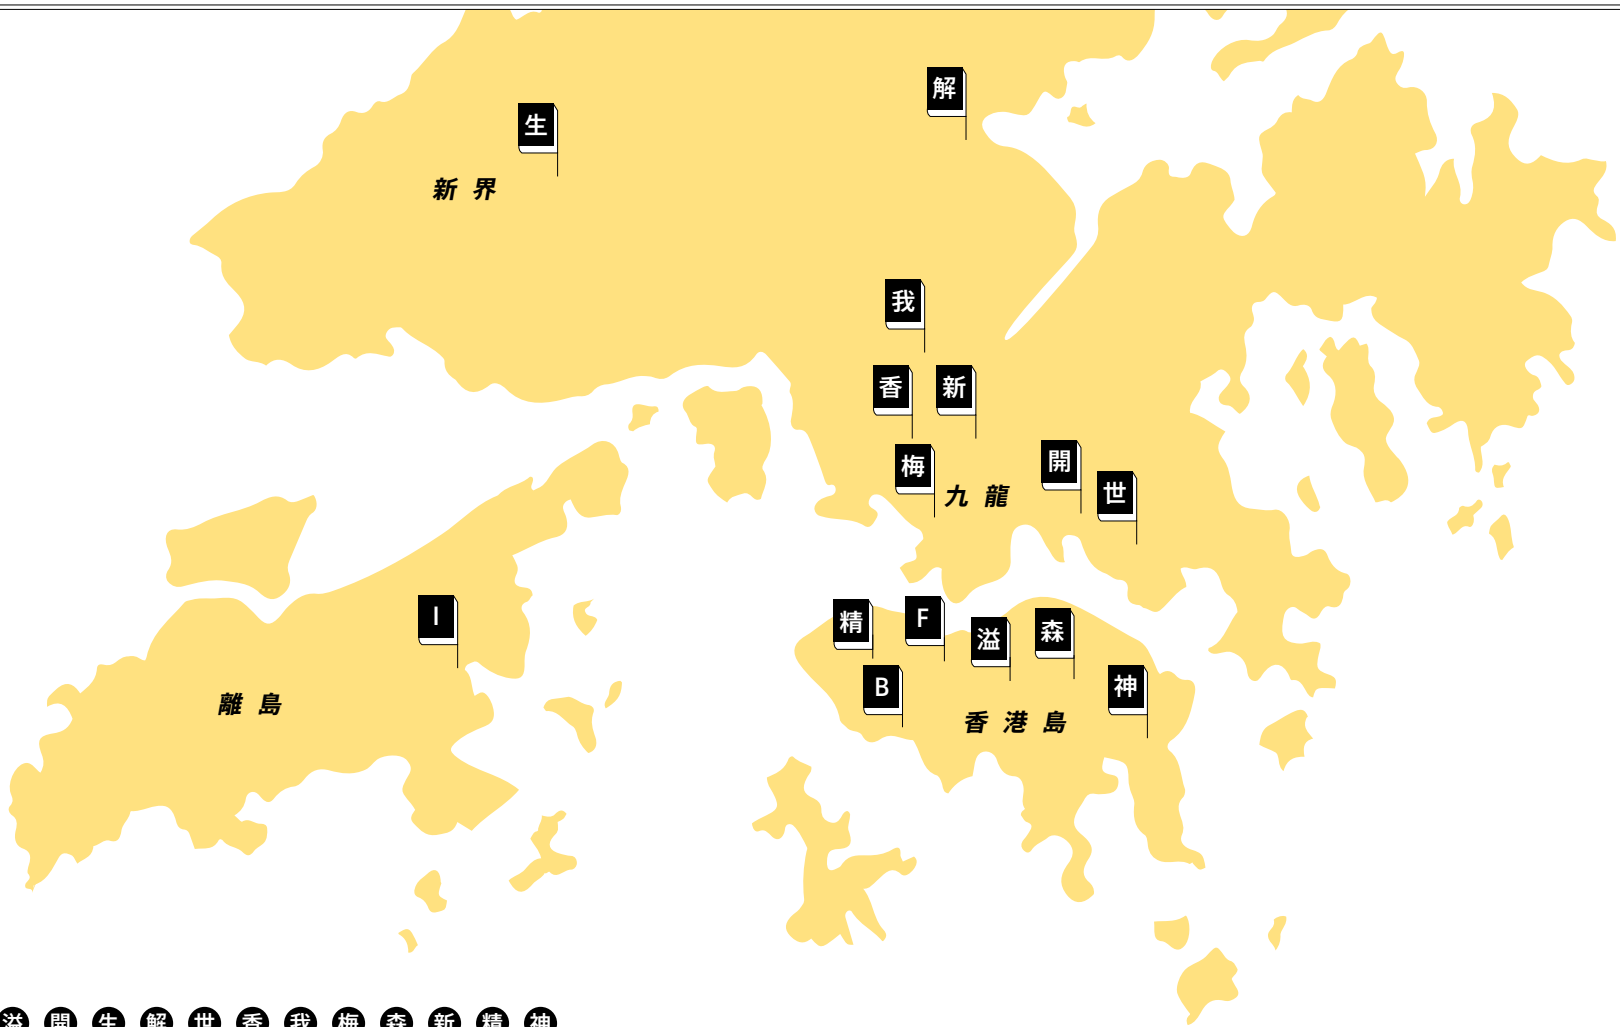 解
生
新界
我
香
新
梅
開
九龍
世
I
精
F
溢
森
B
神
離島
香港島
溢 開 生 解 世 香 我 梅 森 新 精 神